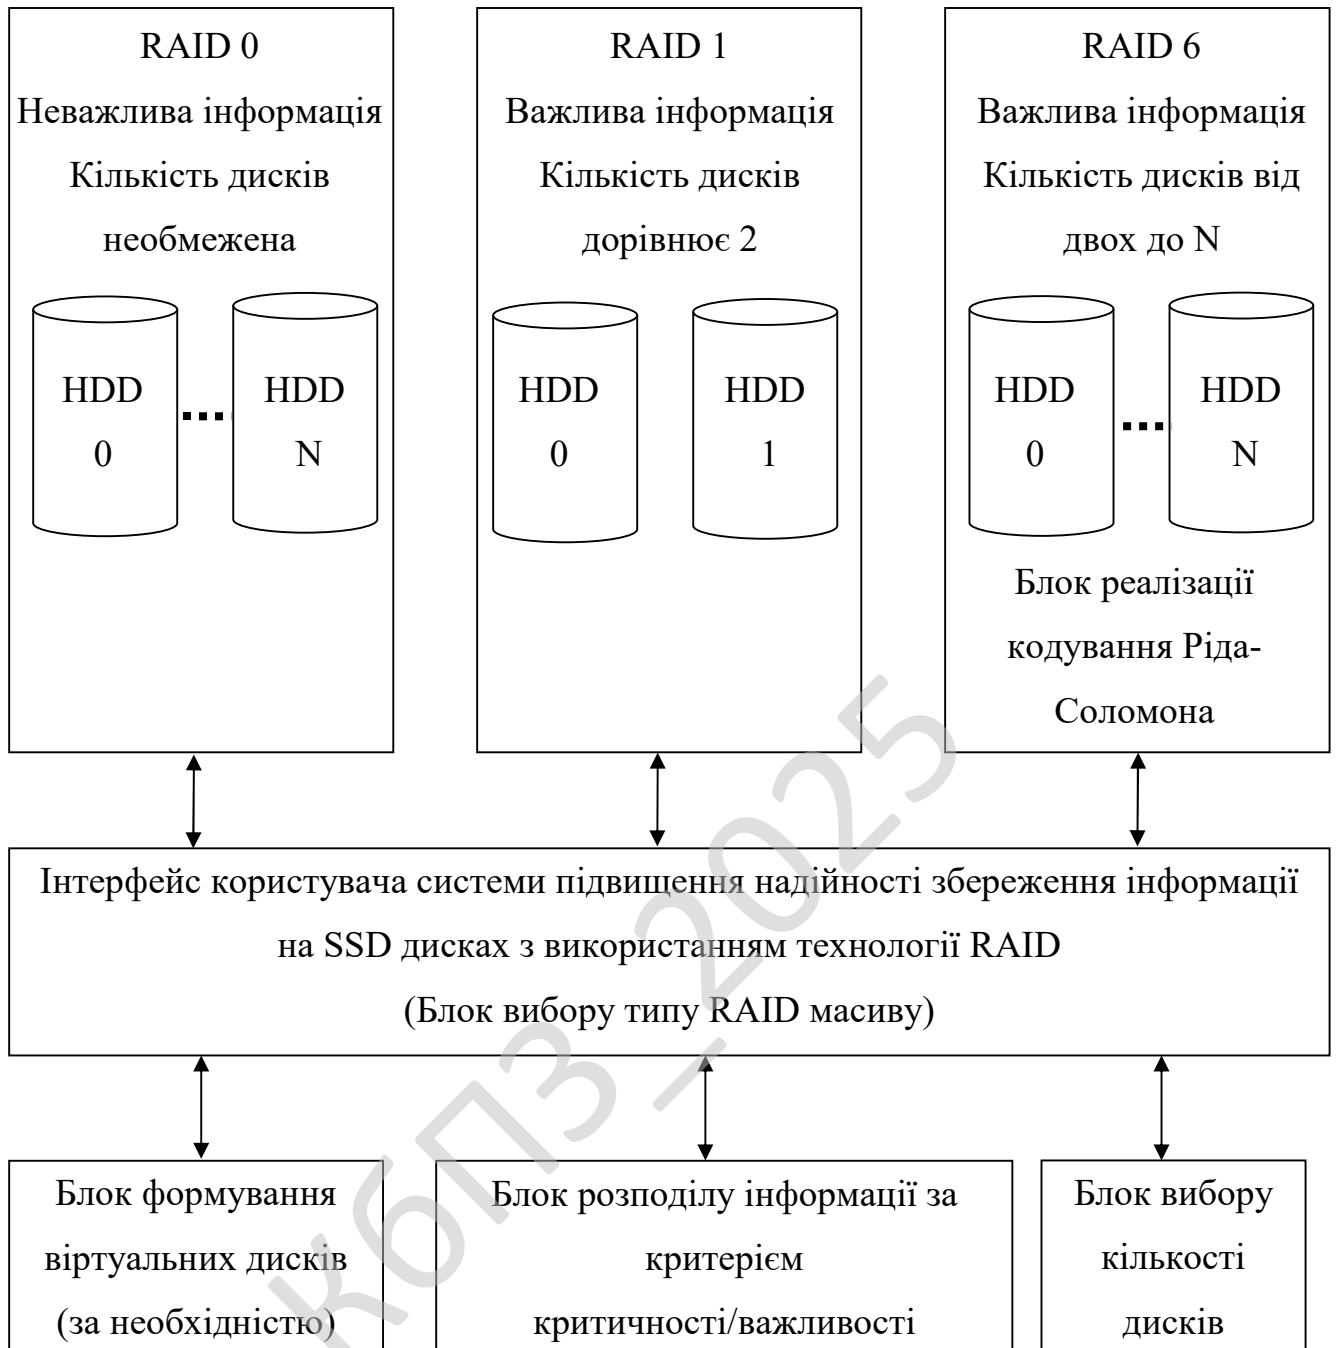 RAID 0
Неважлива інформація
Кількість дисків
необмежена
HDD
0
HDD
N
RAID 1
Важлива інформація
Кількість дисків
дорівнює 2
HDD
0
HDD
1
RAID 6
Важлива інформація
Кількість дисків від
двох до N
HDD
0
HDD
N
Блок реалізації
кодування Ріда-
Соломона
Інтерфейс користувача системи підвищення надійності збереження інформації
на SSD дисках з використанням технології RAID
(Блок вибору типу RAID масиву)
Блок формування
віртуальних дисків
(за необхідністю)
Блок розподілу інформації за
критерієм
критичності/важливості
Блок вибору
кількості
дисків
КбПЗ_2025